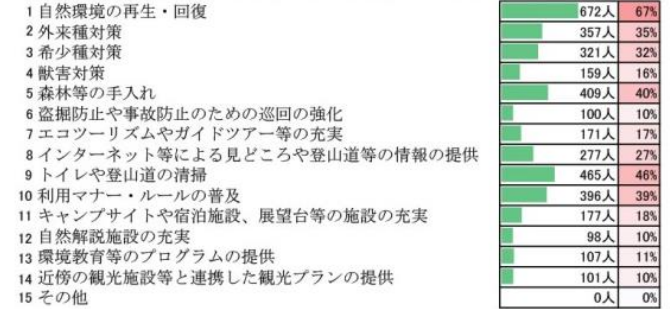 1 自然環境の再生・回復 672人 67%
2 外来種対策 357人 35%
3 希少種対策 321人 32%
4 獣害対策 159人 16%
5 森林等の手入れ 409人 40%
6 盗掘防止や事故防止のための巡回の強化 100人 10%
7 エコツーリズムやガイドツアー等の充実 171人 17%
8 インターネット等による見どころや登山道等の情報の提供 277人 27%
9 トイレや登山道の清掃 465人 46%
10 利用マナー・ルールの普及 396人 39%
11 キャンプサイトや宿泊施設、展望台等の施設の充実 177人 18%
12 自然解説施設の充実 98人 10%
13 環境教育等のプログラムの提供 107人 11%
14 近傍の観光施設等と連携した観光プランの提供 101人 10%
15 その他 0人 0%